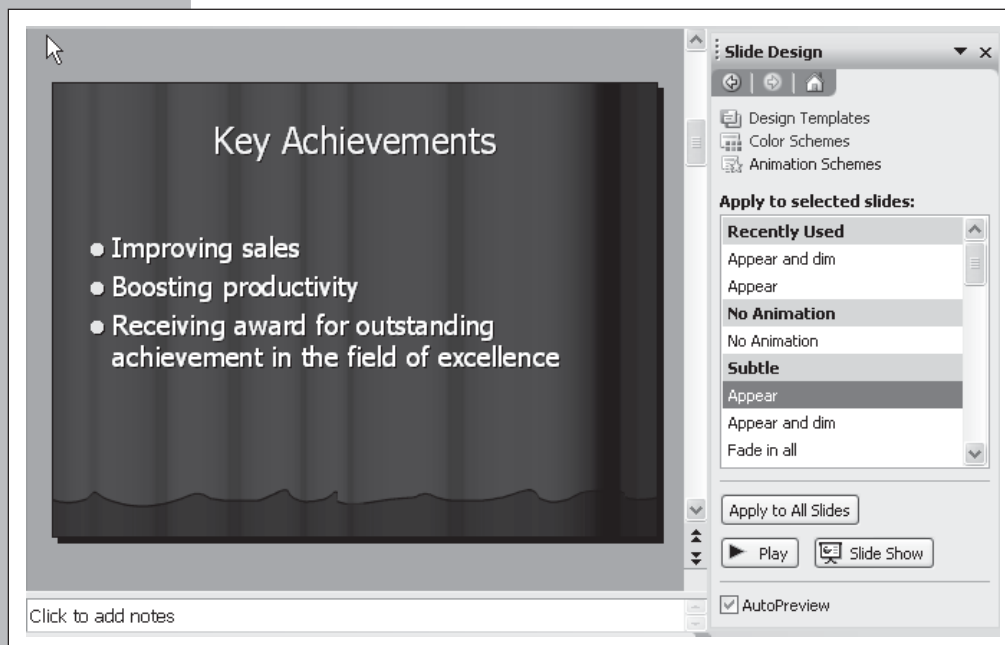 Key Achievements
Improving sales
Boosting productivity
Receiving award for outstanding
achievement in the field of excellence
Click to add notes
Slide Design
Design Templates
Color Schemes
Animation Schemes
Apply to selected slides:
Recently Used
Appear and dim
Appear
No Animation
No Animation
Subtle
Appear
Appear and dim
Fade in all
Apply to All Slides
Play
Slide Show
AutoPreview